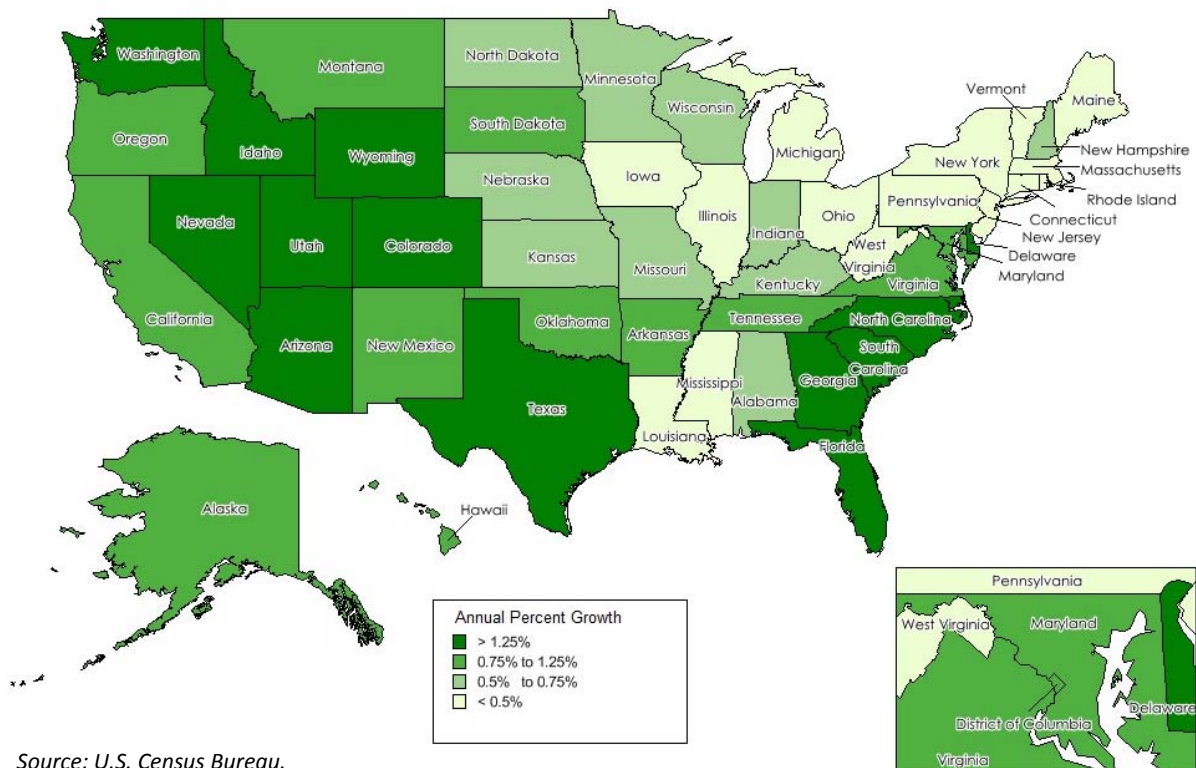 Washington
Montana
North Dakota
Minnesota
Vermont
Maine
Oregon
Idaho
Wyoming
South Dakota
Wisconsin
Michigan
New York
New Hampshire
Massachusetts
Nebraska
Iowa
Illinois
Indiana
Ohio
Pennsylvania
Rhode Island
Connecticut
New Jersey
Delaware
Maryland
Nevada
Utah
Colorado
Kansas
Missouri
West
Virginia
Kentucky
Virginia
California
Arizona
New Mexico
Oklahoma
Arkansas
Tennessee
North Carolina
South
Carolina
Texas
Louisiana
Mississippi
Alabama
Georgia
Florida
Alaska
Hawaii
Annual Percent Growth
> 1.25%
0.75% to 1.25%
0.5% to 0.75%
< 0.5%
Pennsylvania
West Virginia
Maryland
District of Columbia
Delaware
Virginia
Source: U.S. Census Bureau.